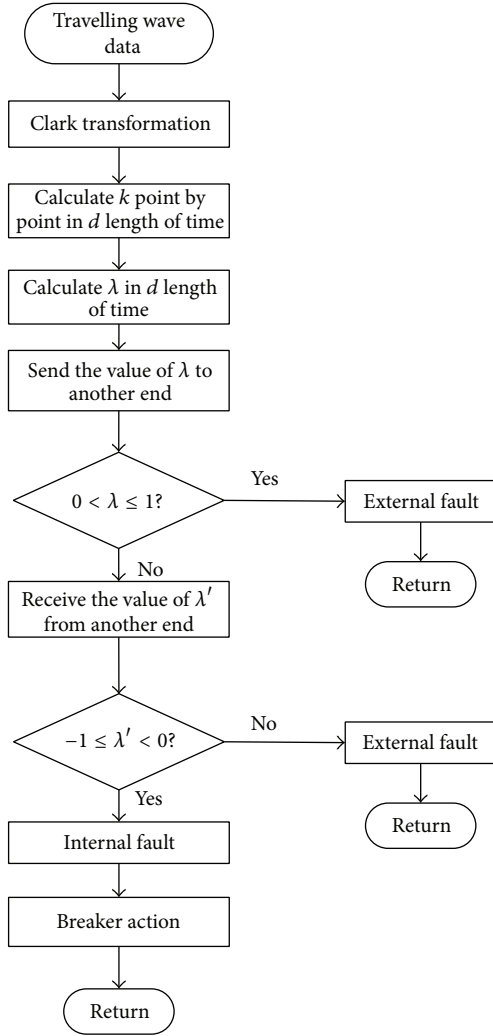 Travelling wave
data
Clark transformation
Calculate k point by
point in d length of time
Calculate λ in d length
of time
Send the value of λ to
another end
0 < λ ≤ 1?
Yes
External fault
Return
No
Receive the value of λ′
from another end
−1 ≤ λ′ < 0?
No
External fault
Return
Yes
Internal fault
Breaker action
Return